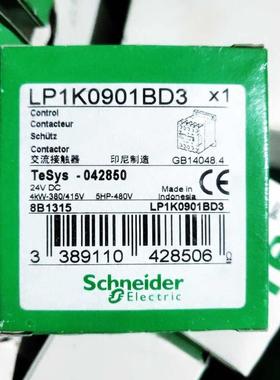 LP1K0901BD3 x1
Control
Contacteur
Schütz
Contactor
交流接触器 印尼制造 GB14048.4
TeSys - 042850
24V DC
4kW-380/415V 5HP-480V
Made in
Indonesia
8B1315 LP1K0901BD3
3 389110 428506
Schneider
Electric